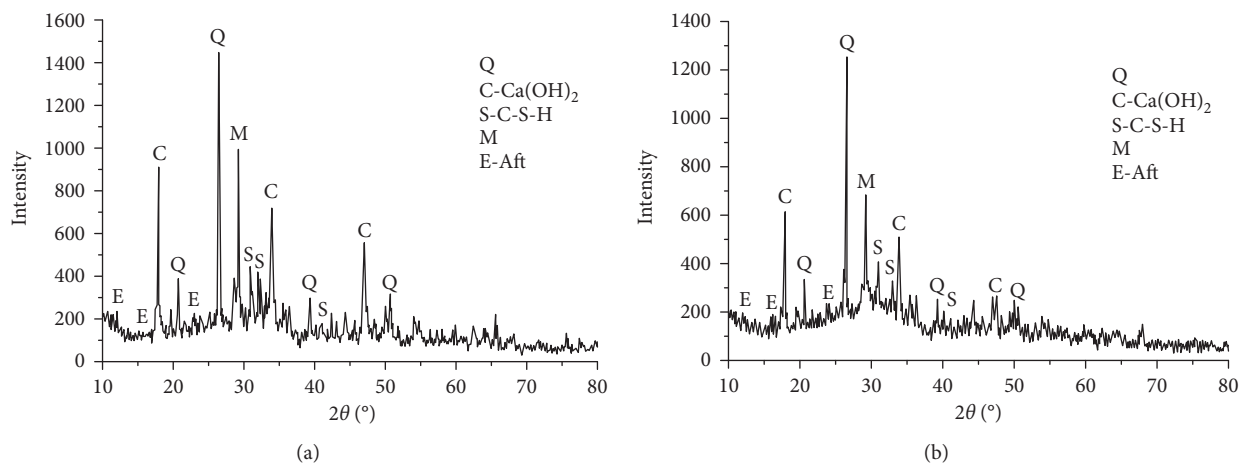 1600
1400
1200
1000
800
600
400
200
0
Intensity
10 20 30 40 50 60 70 80
2θ (°)
E
E
C
Q
E
Q
M
S
S
C
Q
S
C
Q
Q
C-Ca(OH)2
S-C-S-H
M
E-Aft
(a)
1400
1200
1000
800
600
400
200
0
Intensity
10 20 30 40 50 60 70 80
2θ (°)
E
E
C
Q
E
Q
M
S
S
C
Q
S
C
Q
Q
C-Ca(OH)2
S-C-S-H
M
E-Aft
(b)